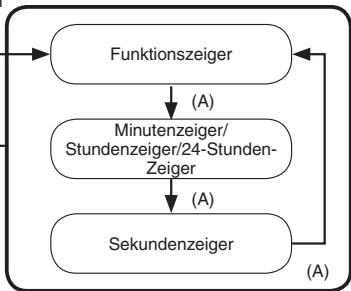 Funktionszeiger
(A)
Minutenzeiger/
Stundenzeiger/24-Stunden-
Zeiger
(A)
Sekundenzeiger
(A)